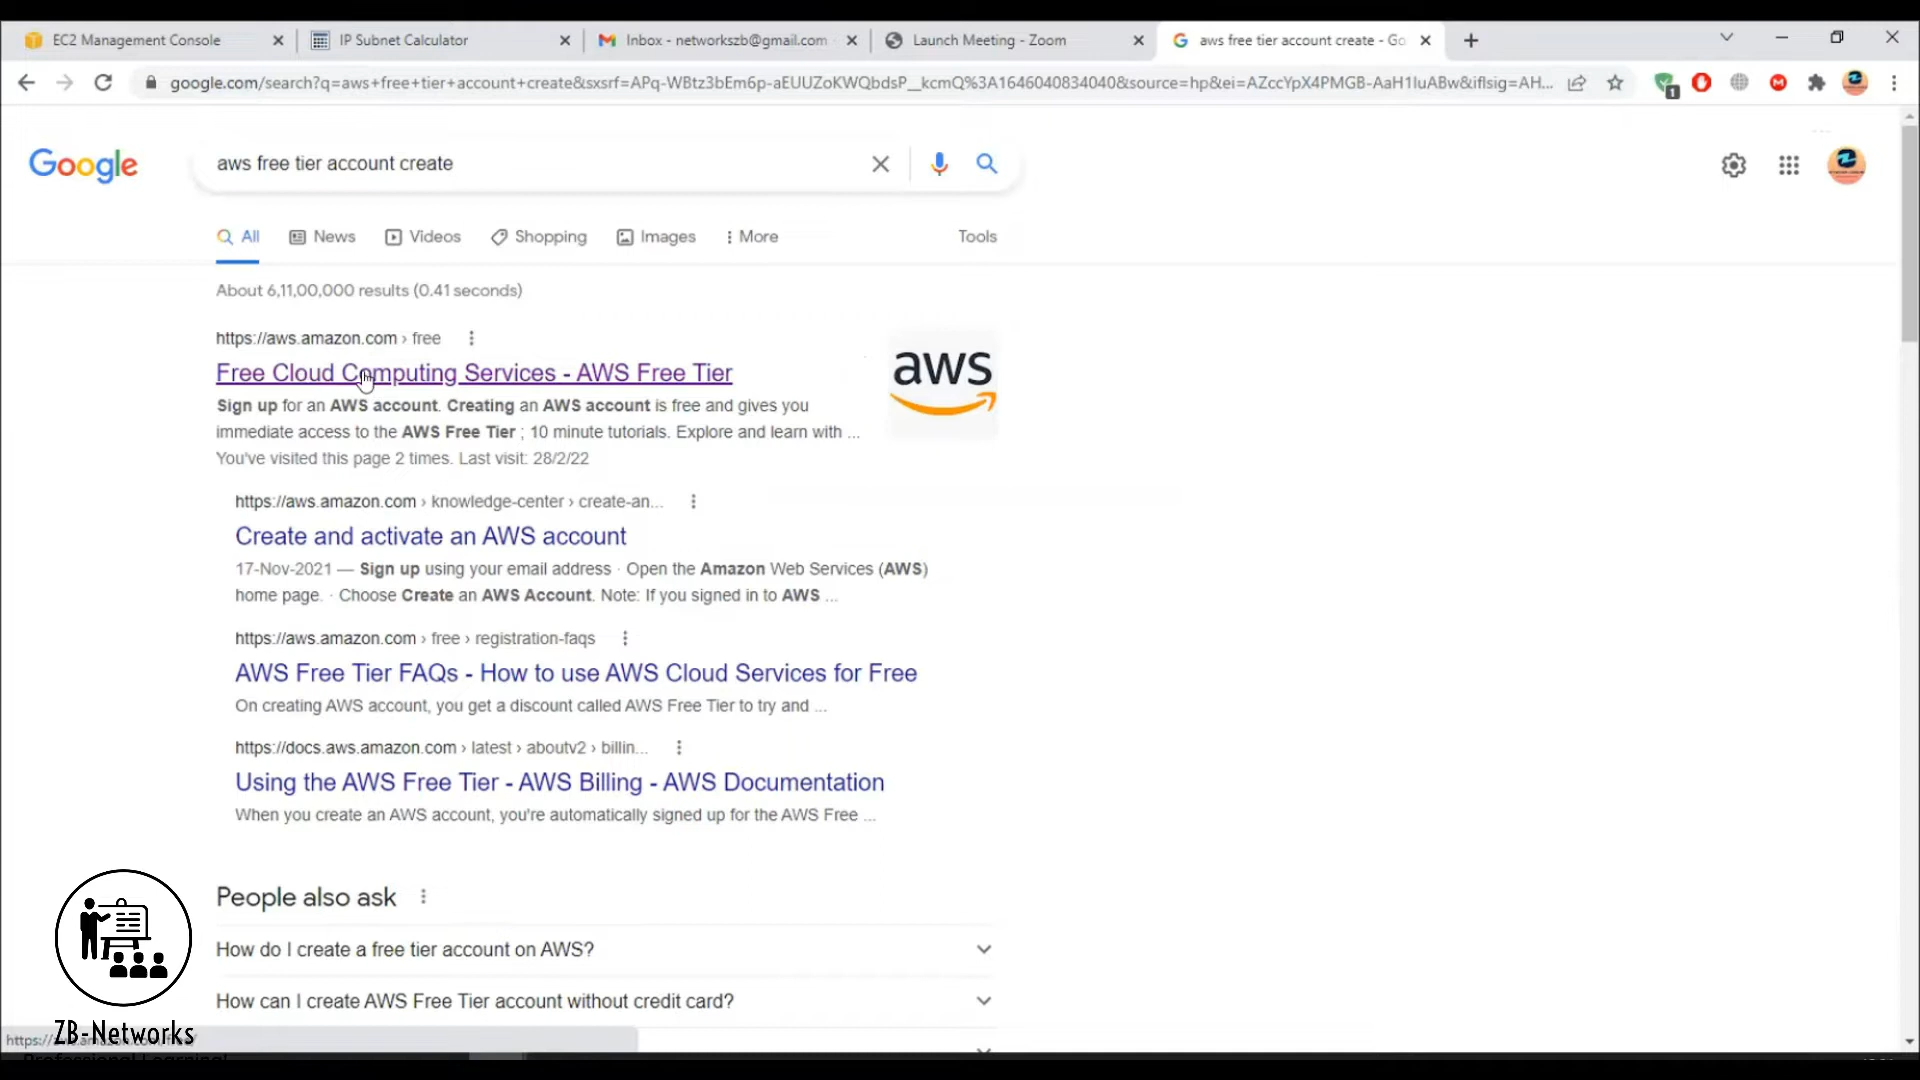 EC2 Management Console
IP Subnet Calculator
Inbox - networkszb@gmail.com
Launch Meeting - Zoom
aws free tier account create - Go
google.com/search?q=aws+free+tier+account+create&sxsrf=APq-WBtz3bEm6p-aEUUZoKWQbdsP__kcmQ%3A1646040834040&source=hp&ei=AZccYpX4PMGB-AaH1IuABw&iflsig=AH...
1
Google
aws free tier account create
All
News
Videos
Shopping
Images
More
Tools
About 6,11,00,000 results (0.41 seconds)
https://aws.amazon.com › free
Free Cloud Computing Services - AWS Free Tier
Sign up for an AWS account. Creating an AWS account is free and gives you
immediate access to the AWS Free Tier ; 10 minute tutorials. Explore and learn with ...
You've visited this page 2 times. Last visit: 28/2/22
aws
https://aws.amazon.com › knowledge-center › create-an...
Create and activate an AWS account
17-Nov-2021 — Sign up using your email address · Open the Amazon Web Services (AWS)
home page. · Choose Create an AWS Account. Note: If you signed in to AWS ...
https://aws.amazon.com › free › registration-faqs
AWS Free Tier FAQs - How to use AWS Cloud Services for Free
On creating AWS account, you get a discount called AWS Free Tier to try and ...
https://docs.aws.amazon.com › latest › aboutv2 › billin...
Using the AWS Free Tier - AWS Billing - AWS Documentation
When you create an AWS account, you're automatically signed up for the AWS Free ...
People also ask
How do I create a free tier account on AWS?
How can I create AWS Free Tier account without credit card?
ZB-Networks